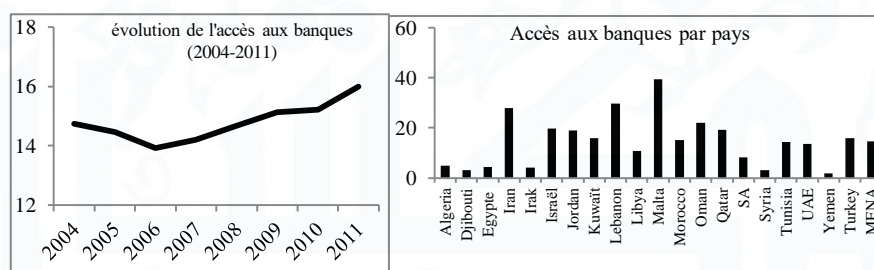 évolution de l'accès aux banques
(2004-2011)
18
16
14
12
2004
2005
2006
2007
2008
2009
2010
2011
Accès aux banques par pays
60
40
20
0
Algeria
Djibouti
Egypte
Iran
Irak
Israël
Jordan
Kuwaït
Lebanon
Libya
Malta
Morocco
Oman
Qatar
SA
Syria
Tunisia
UAE
Yemen
Turkey
MENA